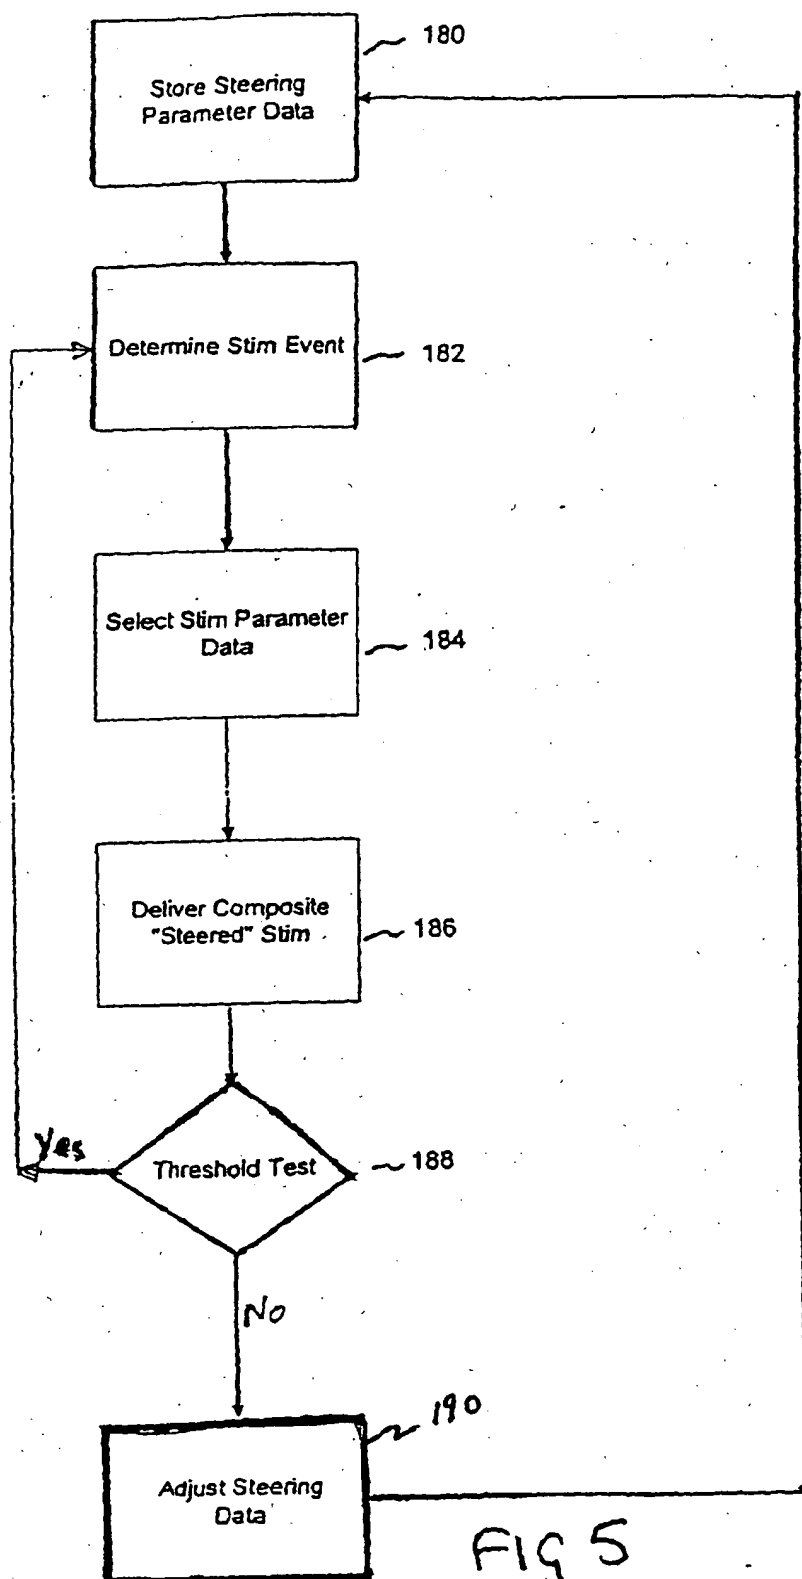 180
Store Steering
Parameter Data
Determine Stim Event
182
Select Stim Parameter
Data
184
Deliver Composite
"Steered" Stim
186
Yes
Threshold Test
188
No
190
Adjust Steering
Data
FIG 5